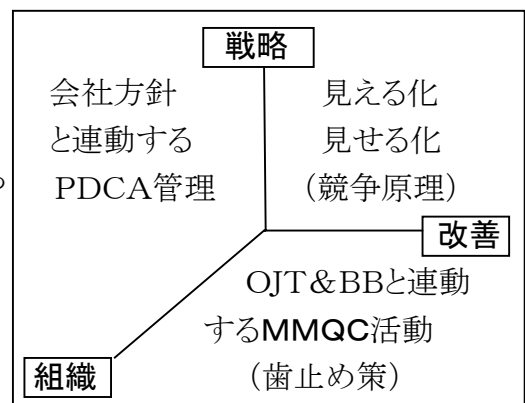 戦略
会社方針
と連動する
PDCA管理
見える化
見せる化
(競争原理)
改善
OJT&BBと連動
するMMQC活動
(歯止め策)
組織